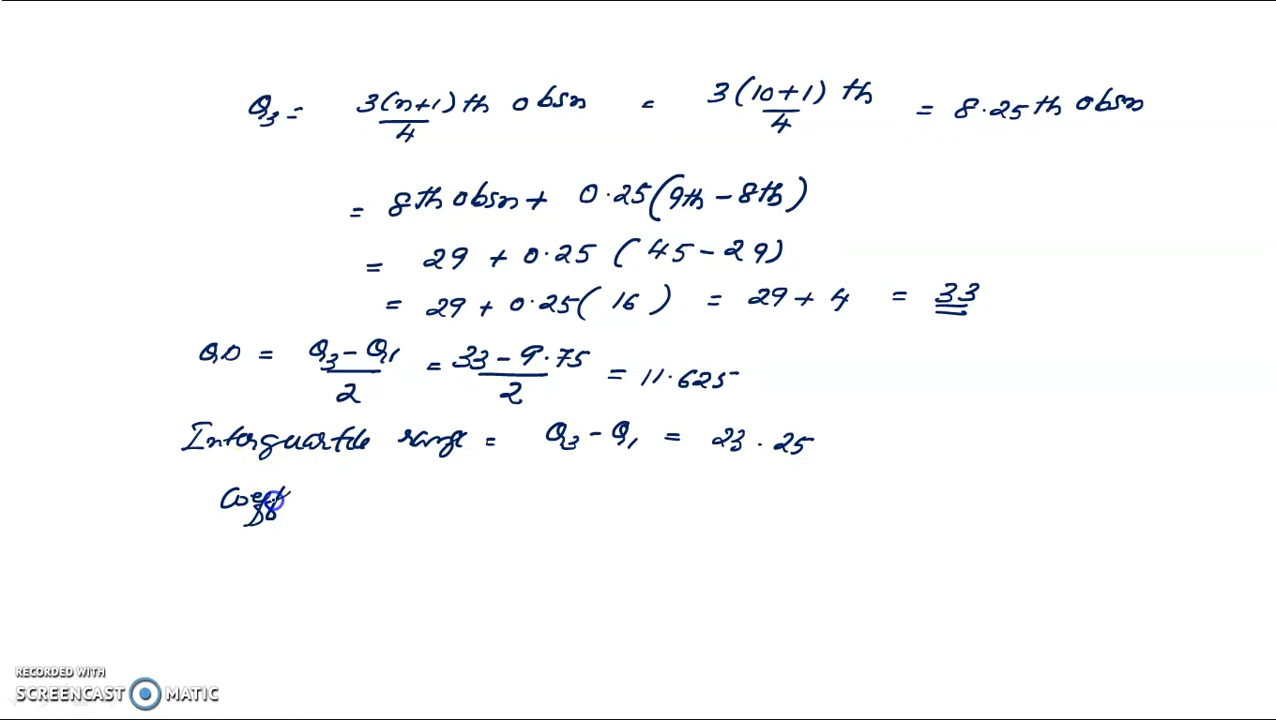 Q3 = 3(n+1)th/4 obsn = 3(10+1)th/4 = 8.25th obsn
= 8th obsn + 0.25(9th - 8th)
= 29 + 0.25 (45 - 29)
= 29 + 0.25(16) = 29 + 4 = 33
QD = Q3 - Q1/2 = 33 - 9.75/2 = 11.625
Interquartile range = Q3 - Q1 = 23.25
Coeff
RECORDED WITH
SCREENCAST MATIC